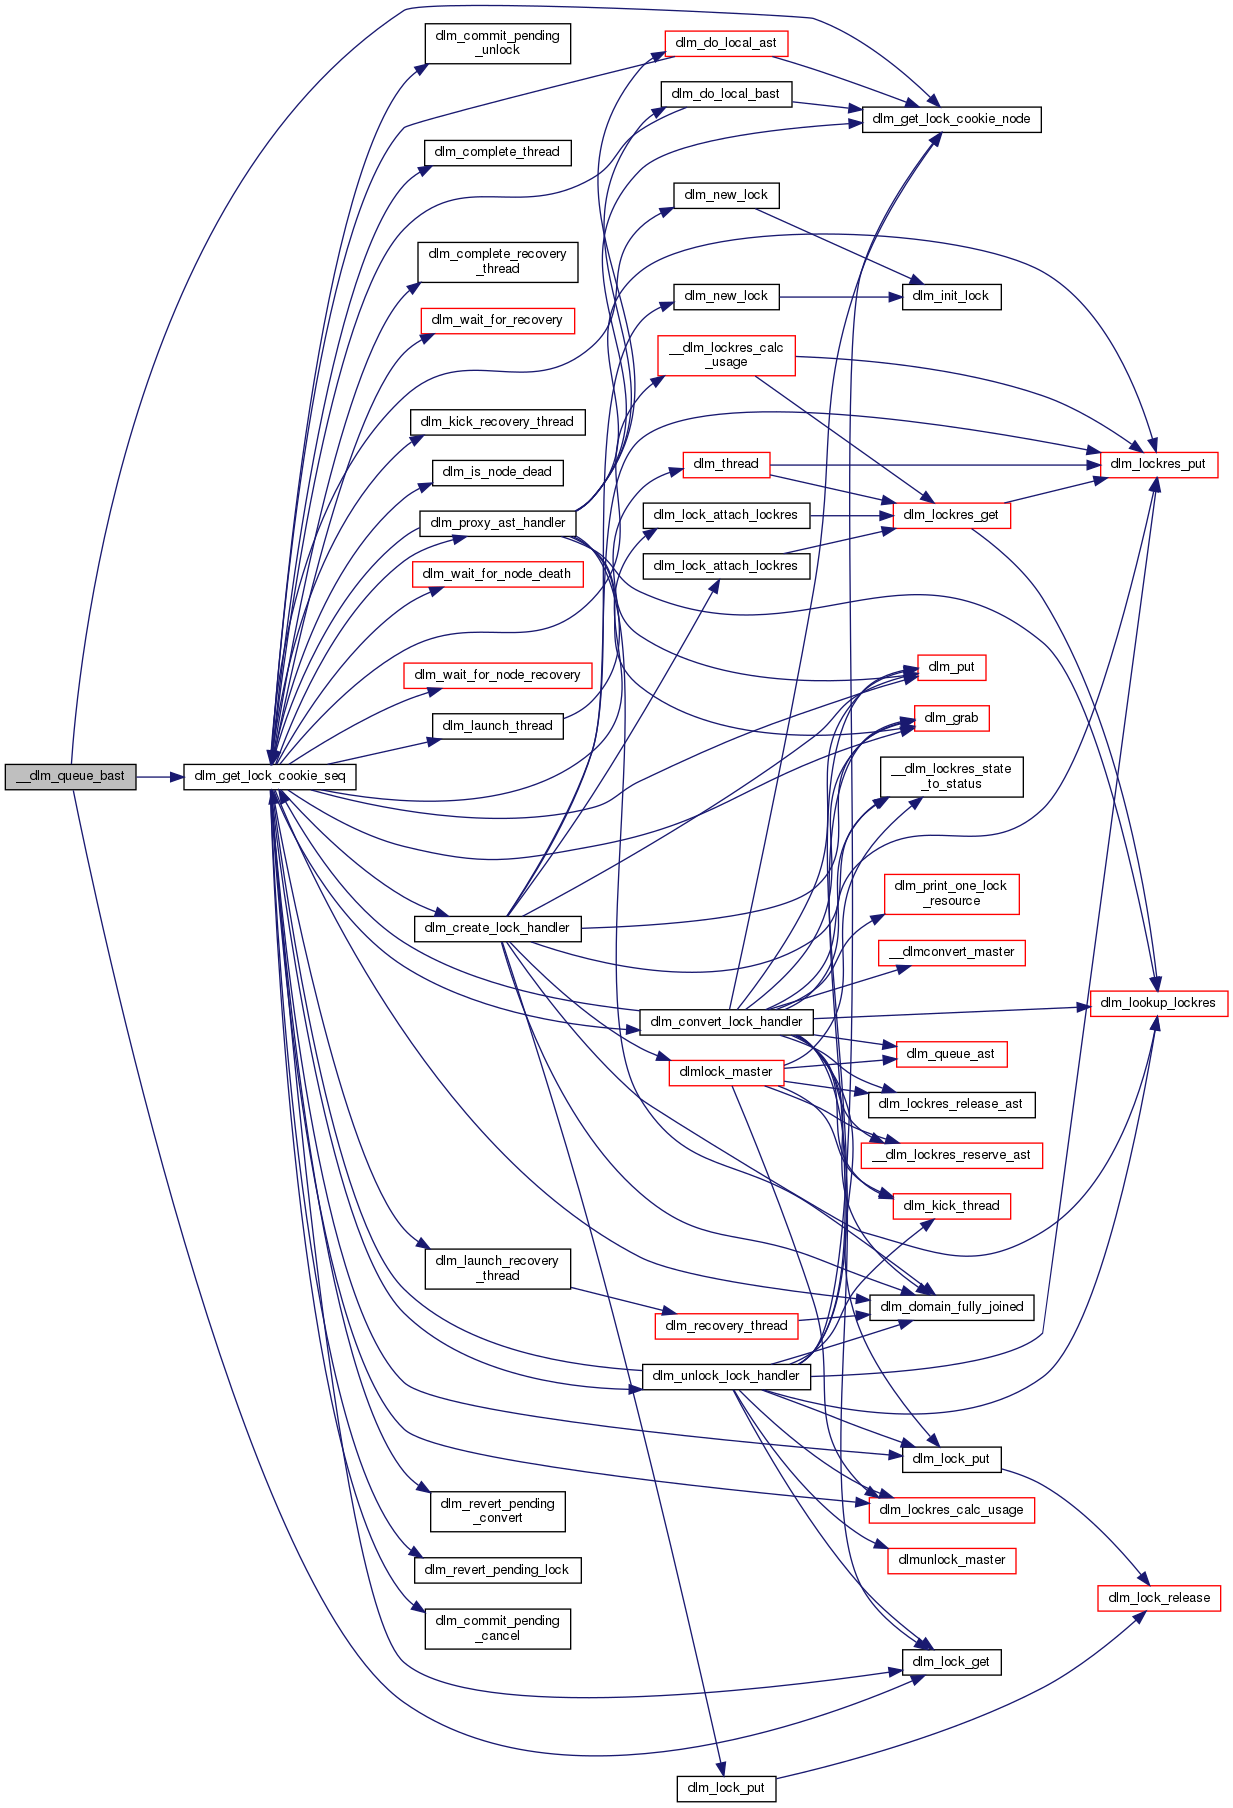 __dlm_queue_bast
dlm_get_lock_cookie_seq
dlm_commit_pending
_unlock
dlm_complete_thread
dlm_complete_recovery
_thread
dlm_wait_for_recovery
dlm_kick_recovery_thread
dlm_is_node_dead
dlm_proxy_ast_handler
dlm_wait_for_node_death
dlm_wait_for_node_recovery
dlm_launch_thread
dlm_create_lock_handler
dlm_launch_recovery
_thread
dlm_revert_pending
_convert
dlm_revert_pending_lock
dlm_commit_pending
_cancel
dlm_do_local_ast
dlm_do_local_bast
dlm_new_lock
dlm_new_lock
__dlm_lockres_calc
_usage
dlm_thread
dlm_lock_attach_lockres
dlm_lock_attach_lockres
dlm_convert_lock_handler
dlmlock_master
dlm_recovery_thread
dlm_unlock_lock_handler
dlm_lock_put
dlm_get_lock_cookie_node
dlm_init_lock
dlm_lockres_get
dlm_put
dlm_grab
__dlm_lockres_state
_to_status
dlm_print_one_lock
_resource
__dlmconvert_master
dlm_queue_ast
dlm_lockres_release_ast
__dlm_lockres_reserve_ast
dlm_kick_thread
dlm_domain_fully_joined
dlm_lock_put
dlm_lockres_calc_usage
dlmunlock_master
dlm_lock_get
dlm_lockres_put
dlm_lookup_lockres
dlm_lock_release